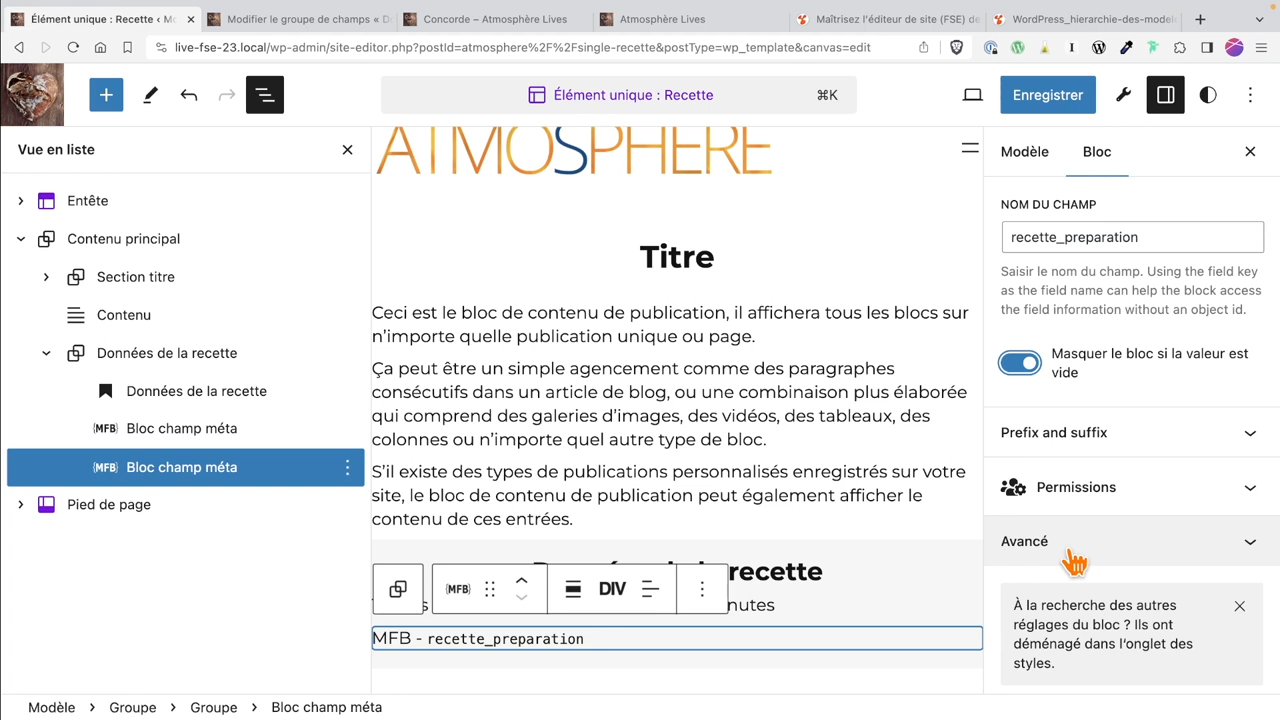 Élément unique : Recette ‹ Mo
Modifier le groupe de champs « D
Concorde – Atmosphère Lives
Atmosphère Lives
Maîtrisez l'éditeur de site (FSE) de
WordPress_hierarchie-des-modele
live-fse-23.local/wp-admin/site-editor.php?postId=atmosphere%2F%2Fsingle-recette&postType=wp_template&canvas=edit
Élément unique : Recette
⌘K
Enregistrer
Vue en liste
Entête
Contenu principal
Section titre
Contenu
Données de la recette
Données de la recette
(MFB) Bloc champ méta
(MFB) Bloc champ méta
Pied de page
ATMOSPHERE
Titre
Ceci est le bloc de contenu de publication, il affichera tous les blocs sur
n'importe quelle publication unique ou page.
Ça peut être un simple agencement comme des paragraphes
consécutifs dans un article de blog, ou une combinaison plus élaborée
qui comprend des galeries d'images, des vidéos, des tableaux, des
colonnes ou n'importe quel autre type de bloc.
S'il existe des types de publications personnalisés enregistrés sur votre
site, le bloc de contenu de publication peut également afficher le
contenu de ces entrées.
recette
(MFB)
DIV
nutes
MFB - recette_preparation
Modèle
Bloc
NOM DU CHAMP
recette_preparation
Saisir le nom du champ. Using the field key
as the field name can help the block access
the field information without an object id.
Masquer le bloc si la valeur est
vide
Prefix and suffix
Permissions
Avancé
À la recherche des autres
réglages du bloc ? Ils ont
déménagé dans l'onglet des
styles.
Modèle > Groupe > Groupe > Bloc champ méta